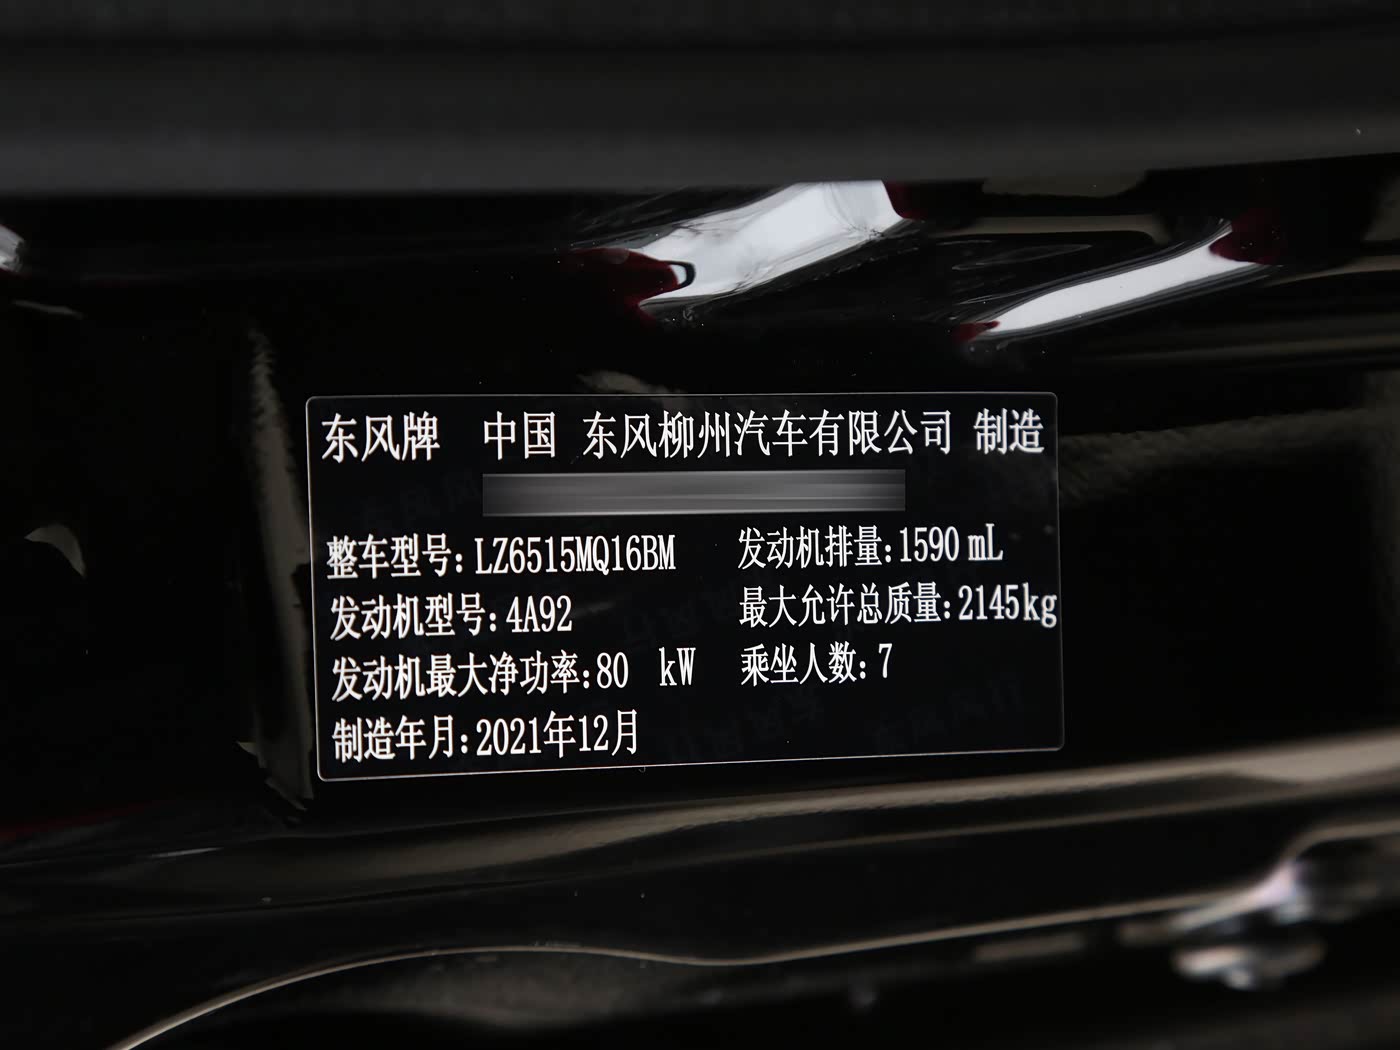 东风牌 中国 东风柳州汽车有限公司 制造
整车型号: LZ6515MQ16BM 发动机排量:1590 mL
发动机型号:4A92 最大允许总质量:2145kg
发动机最大净功率:80 kW 乘坐人数:7
制造年月:2021年12月